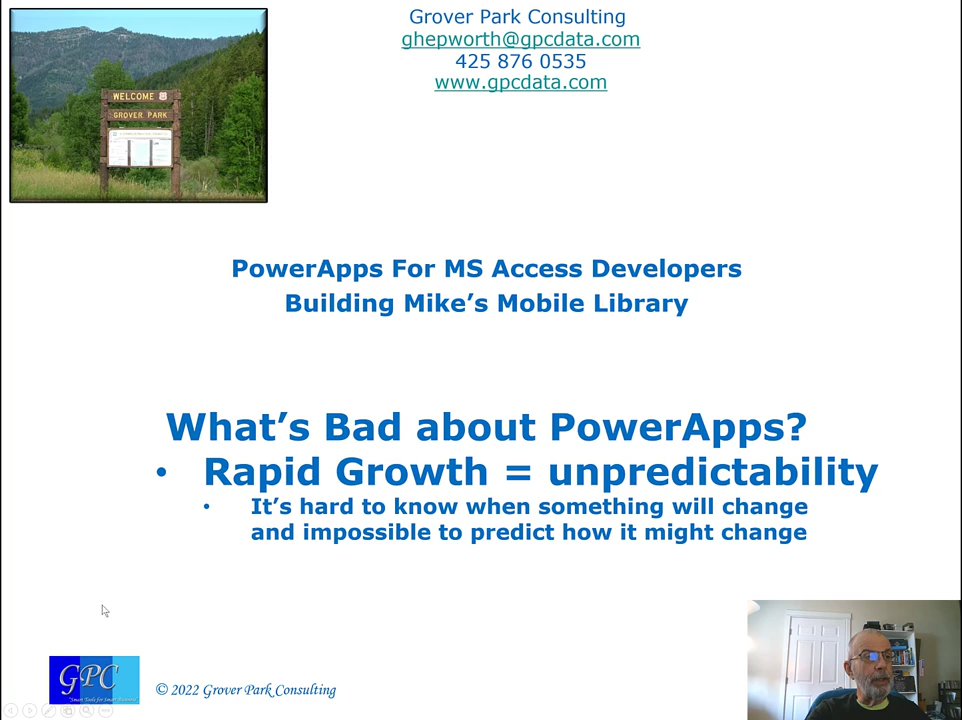 Grover Park Consulting
ghepworth@gpcdata.com
425 876 0535
www.gpcdata.com
WELCOME
GROVER PARK
PowerApps For MS Access Developers
Building Mike’s Mobile Library
What’s Bad about PowerApps?
• Rapid Growth = unpredictability
• It’s hard to know when something will change
and impossible to predict how it might change
GPC
© 2022 Grover Park Consulting